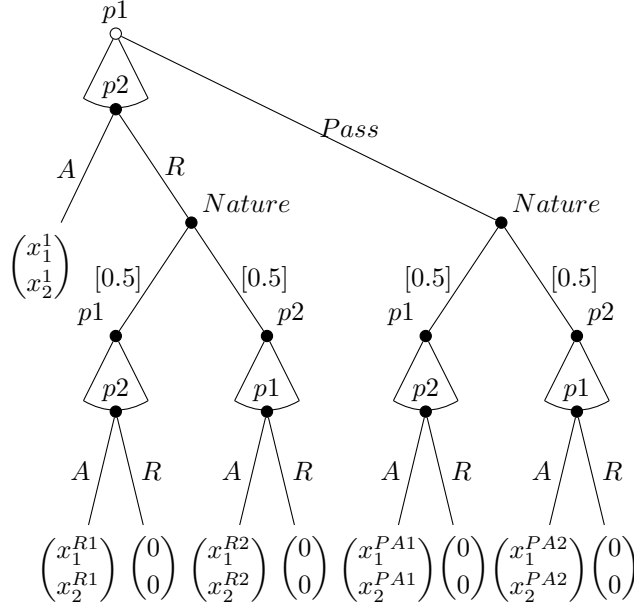 p1
p2
Pass
A
R
Nature
Nature
x_1^1
x_2^1
[0.5] [0.5] [0.5] [0.5]
p1 p2 p1 p2
p2 p1 p2 p1
A R A R A R A R
(x_1^{R1} x_2^{R1}) (0 0) (x_1^{R2} x_2^{R2}) (0 0) (x_1^{PA1} x_2^{PA1}) (0 0) (x_1^{PA2} x_2^{PA2}) (0 0)